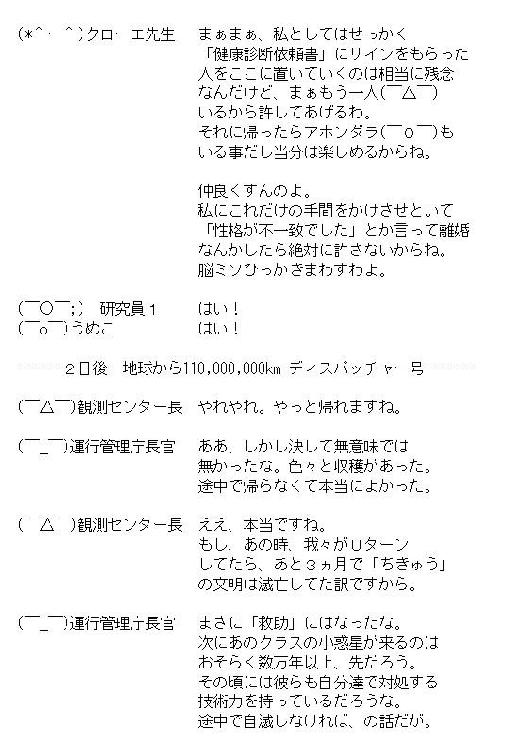 (*^‐^)クローエ先生　まぁまぁ、私としてはせっかく
「健康診断依頼書」にサインをもらった
人をここに置いていくのは相当に残念
なんだけど、まぁもう一人(￣△￣)
いるから許してあげるわ。
それに帰ったらアホンダラ(￣o￣)も
いる事だし当分は楽しめるからね。
仲良くすんのよ。
私にこれだけの手間をかけさせといて
「性格が不一致でした」とか言って離婚
なんかしたら絶対に許さないからね。
脳ミソひっかきまわすわよ。
(￣○￣;)　研究員１　はい！
(￣o￣)うめこ　はい！
２日後　地球から110,000,000km ディスパッチャー号
(￣△￣)観測センター長　やれやれ。やっと帰れますね。
(￣_￣)運行管理庁長官　ああ、しかし決して無意味では
無かったな。色々と収穫があった。
途中で帰らなくて本当によかった。
(￣△￣)観測センター長　ええ、本当ですね。
もし、あの時、我々がＵターン
してたら、あと３ヵ月で「ちきゅう」
の文明は滅亡してた訳ですから。
(￣_￣)運行管理庁長官　まさに「救助」にはなったな。
次にあのクラスの小惑星が来るのは
おそらく数万年以上、先だろう。
その頃には彼らも自分達で対処する
技術力を持っているだろうな。
途中で自滅しなければ、の話だが。